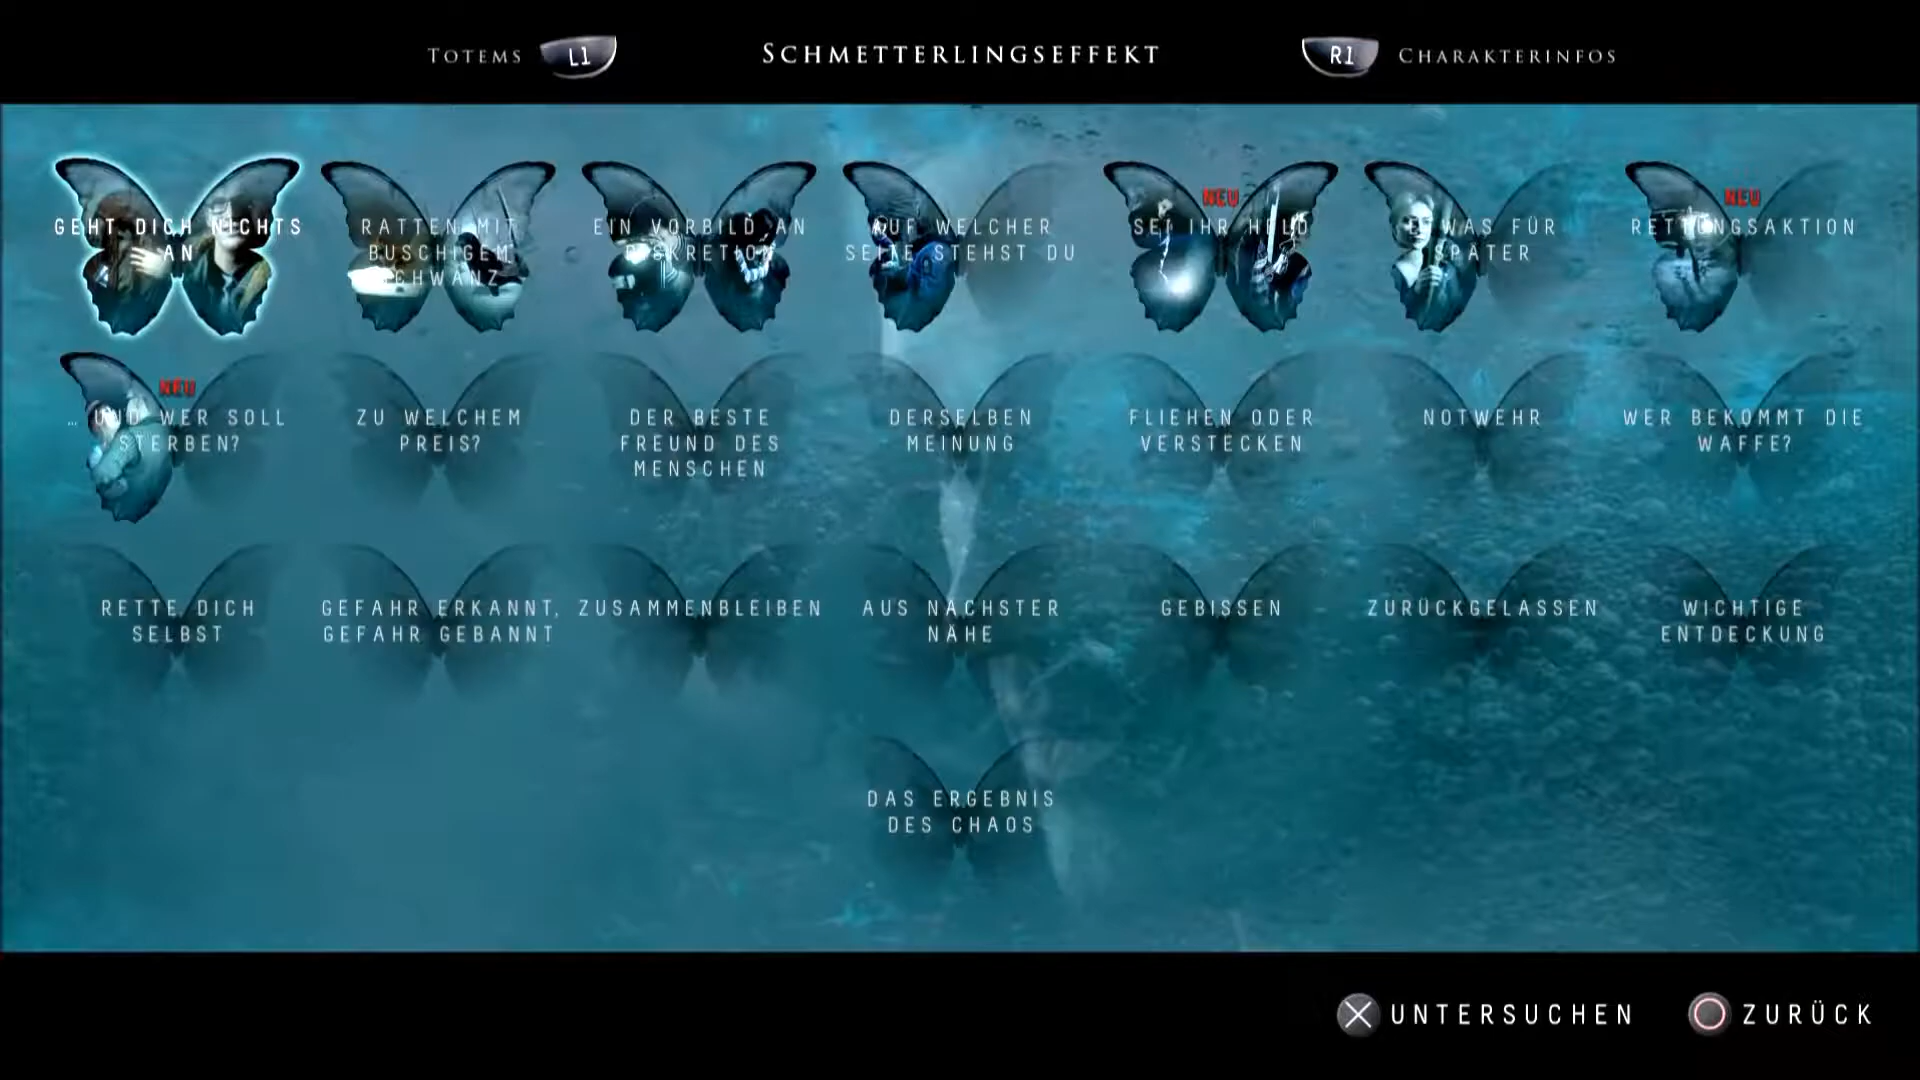 TOTEMS L1 SCHMETTERLINGSEFFEKT R1 CHARAKTERINFOS
GEHT DICH NICHTS
AN
RATTEN MIT
BUSCHIGEM
SCHWANZ
EIN VORBILD AN
DISKRETION
AUF WELCHER
SEITE STEHST DU
NEU
SEI IHR HELD
ETWAS FÜR
SPÄTER
NEU
RETTUNGSAKTION
NEU
… UND WER SOLL
STERBEN?
ZU WELCHEM
PREIS?
DER BESTE
FREUND DES
MENSCHEN
DERSELBEN
MEINUNG
FLIEHEN ODER
VERSTECKEN
NOTWEHR
WER BEKOMMT DIE
WAFFE?
RETTE DICH
SELBST
GEFAHR ERKANNT,
GEFAHR GEBANNT
ZUSAMMENBLEIBEN
AUS NÄCHSTER
NÄHE
GEBISSEN
ZURÜCKGELASSEN
WICHTIGE
ENTDECKUNG
DAS ERGEBNIS
DES CHAOS
UNTERSUCHEN ZURÜCK